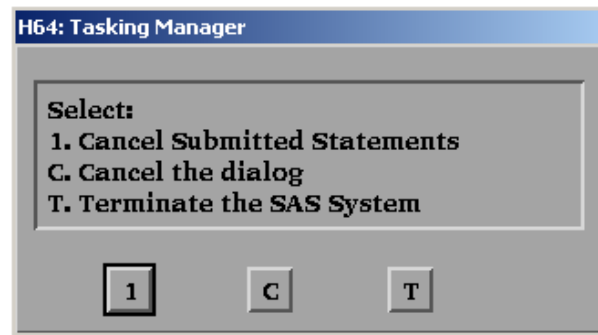 H64: Tasking Manager
Select:
1. Cancel Submitted Statements
C. Cancel the dialog
T. Terminate the SAS System
1 C T